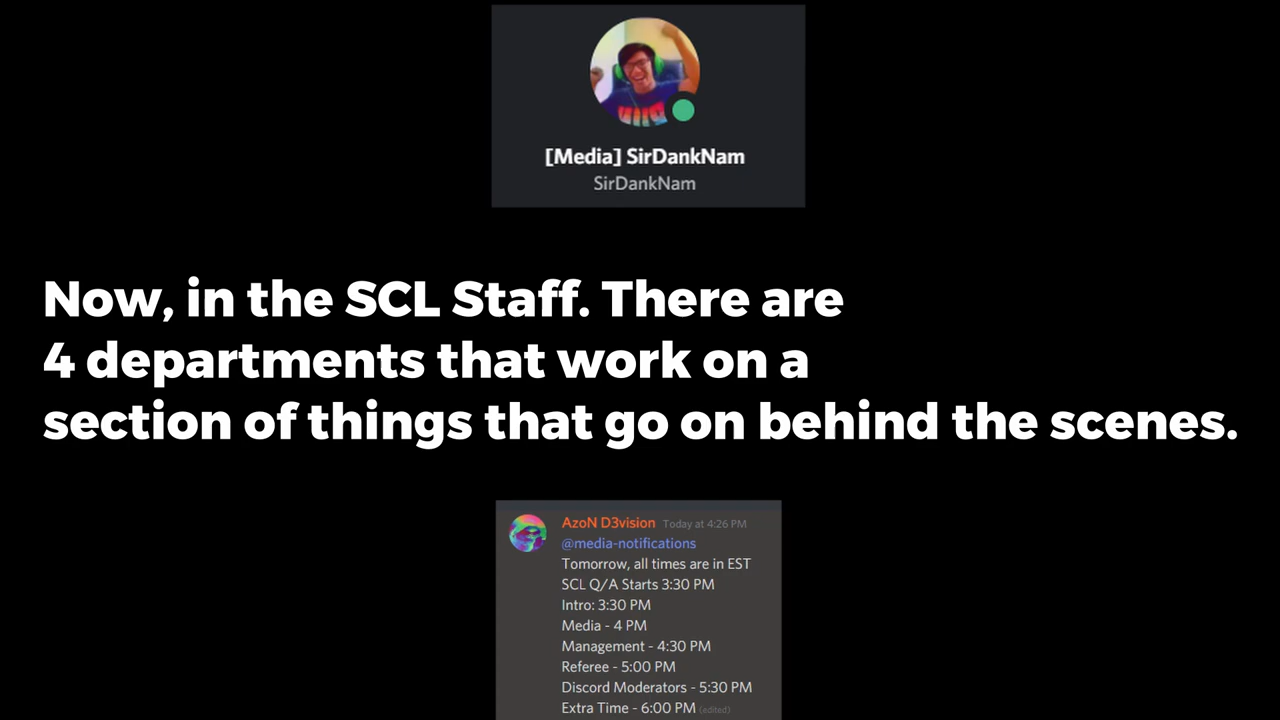 [Media] SirDankNam
SirDankNam
Now, in the SCL Staff. There are
4 departments that work on a
section of things that go on behind the scenes.
AzoN D3vision Today at 4:26 PM
@media-notifications
Tomorrow, all times are in EST
SCL Q/A Starts 3:30 PM
Intro: 3:30 PM
Media - 4 PM
Management - 4:30 PM
Referee - 5:00 PM
Discord Moderators - 5:30 PM
Extra Time - 6:00 PM (edited)